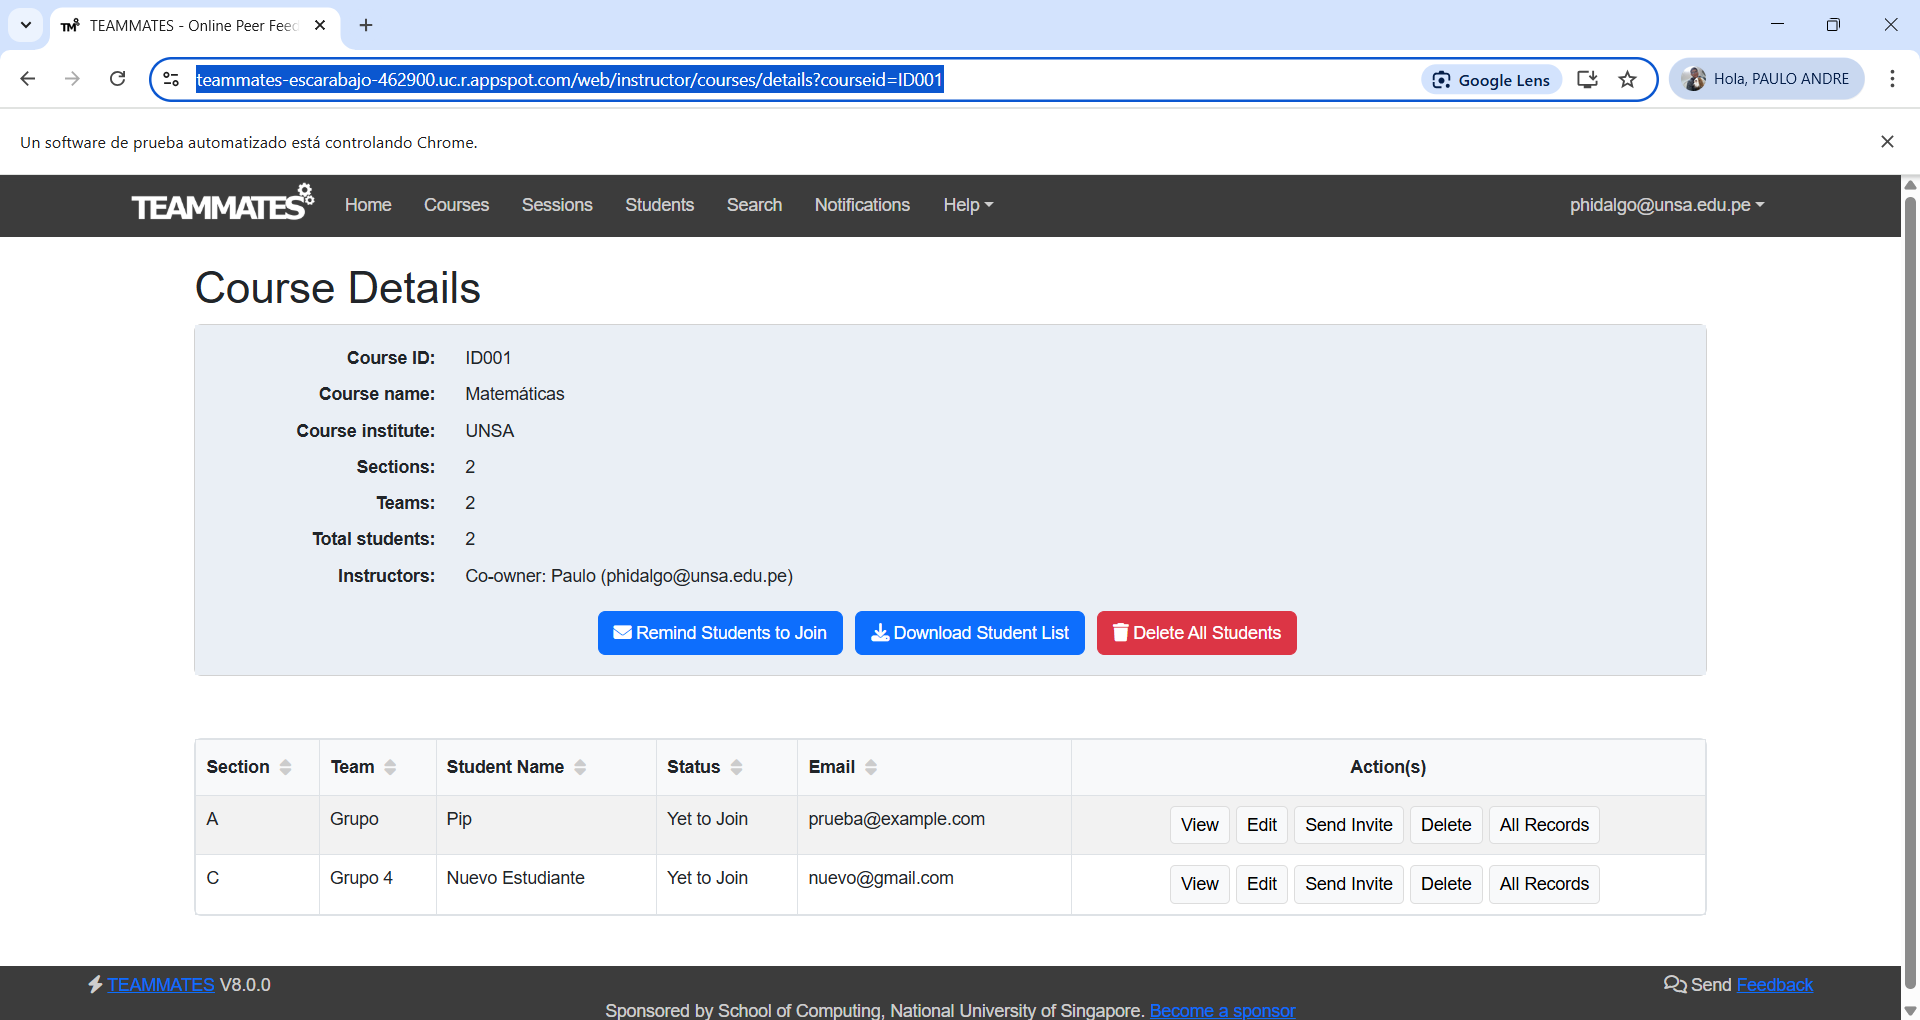 TEAMMATES - Online Peer Feed
teammates-escarabajo-462900.uc.r.appspot.com/web/instructor/courses/details?courseid=ID001
Google Lens
Hola, PAULO ANDRE
Un software de prueba automatizado está controlando Chrome.
TEAMMATES Home Courses Sessions Students Search Notifications Help phidalgo@unsa.edu.pe
Course Details
Course ID: ID001
Course name: Matemáticas
Course institute: UNSA
Sections: 2
Teams: 2
Total students: 2
Instructors: Co-owner: Paulo (phidalgo@unsa.edu.pe)
Remind Students to Join Download Student List Delete All Students
Section Team Student Name Status Email Action(s)
A Grupo Pip Yet to Join prueba@example.com View Edit Send Invite Delete All Records
C Grupo 4 Nuevo Estudiante Yet to Join nuevo@gmail.com View Edit Send Invite Delete All Records
TEAMMATES V8.0.0 Send Feedback
Sponsored by School of Computing, National University of Singapore. Become a sponsor